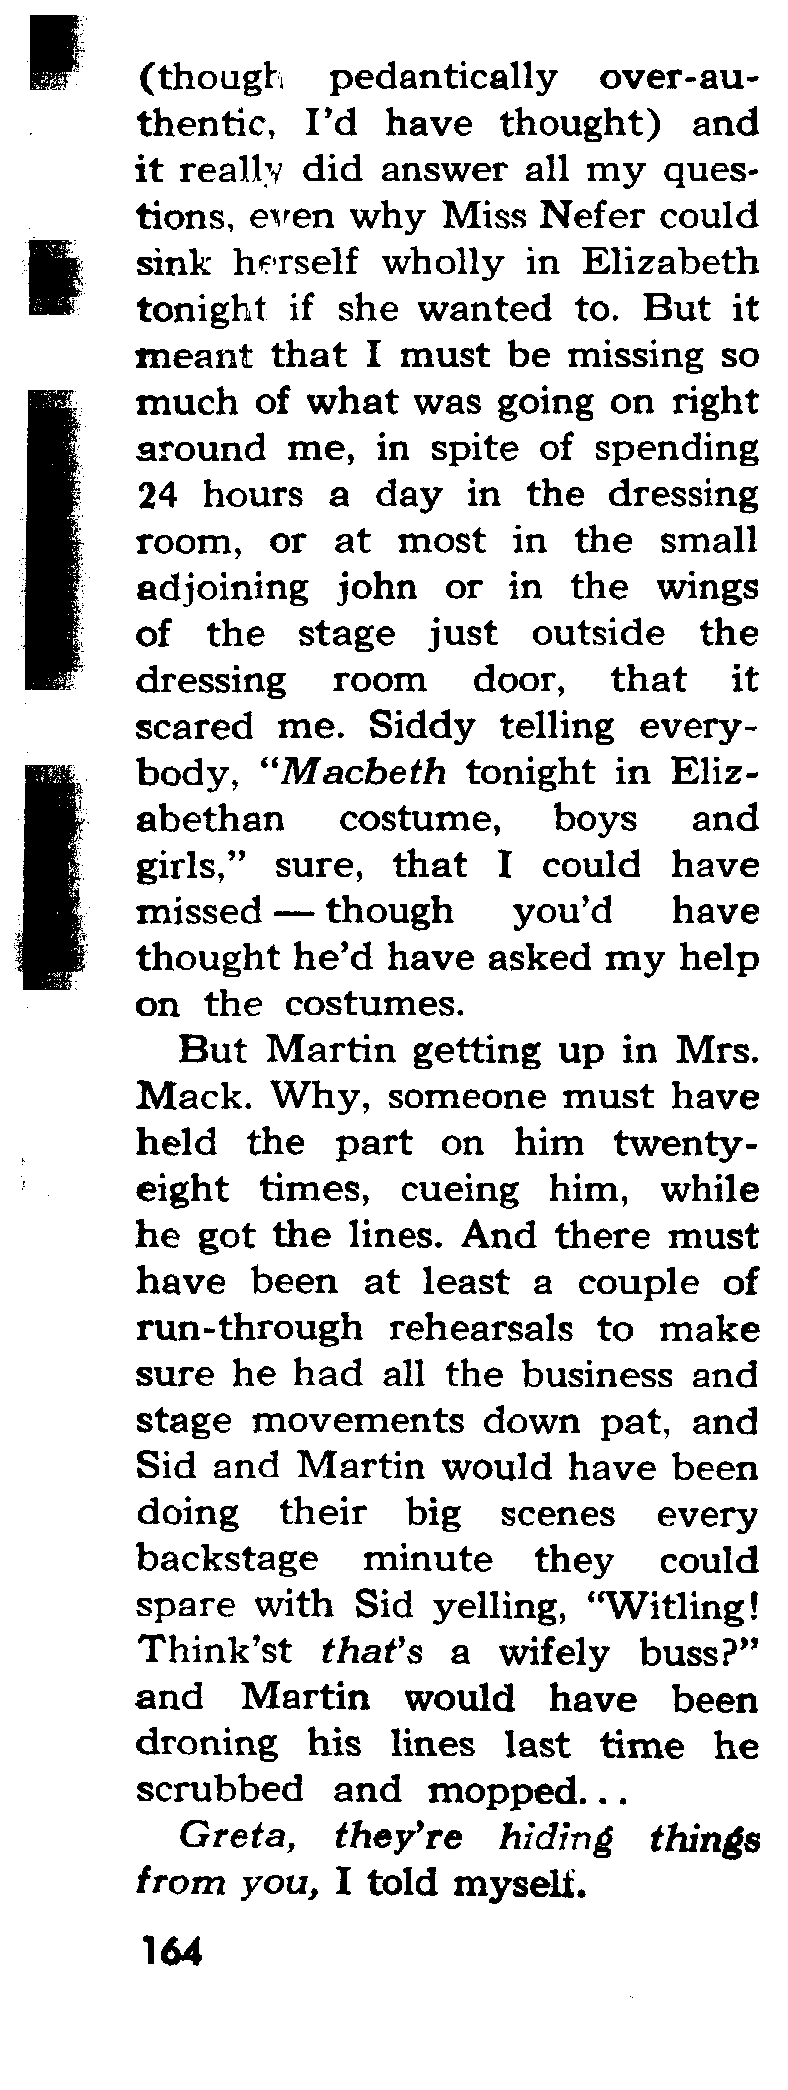 (though pedantically over-au-
thentic, I'd have thought) and
it really did answer all my ques-
tions, even why Miss Nefer could
sink herself wholly in Elizabeth
tonight if she wanted to. But it
meant that I must be missing so
much of what was going on right
around me, in spite of spending
24 hours a day in the dressing
room, or at most in the small
adjoining john or in the wings
of the stage just outside the
dressing room door, that it
scared me. Siddy telling every-
body, “Macbeth tonight in Eliz-
abethan costume, boys and
girls,” sure, that I could have
missed — though you'd have
thought he'd have asked my help
on the costumes.
But Martin getting up in Mrs.
Mack. Why, someone must have
held the part on him twenty-
eight times, cueing him, while
he got the lines. And there must
have been at least a couple of
run-through rehearsals to make
sure he had all the business and
stage movements down pat, and
Sid and Martin would have been
doing their big scenes every
backstage minute they could
spare with Sid yelling, “Witling!
Think'st that's a wifely buss?”
and Martin would have been
droning his lines last time he
scrubbed and mopped...
Greta, they're hiding things
from you, I told myself.
164